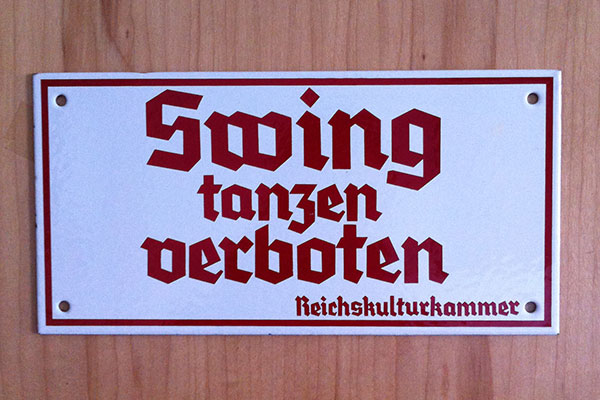 Swing
tanzen
verboten
Reichskulturkammer